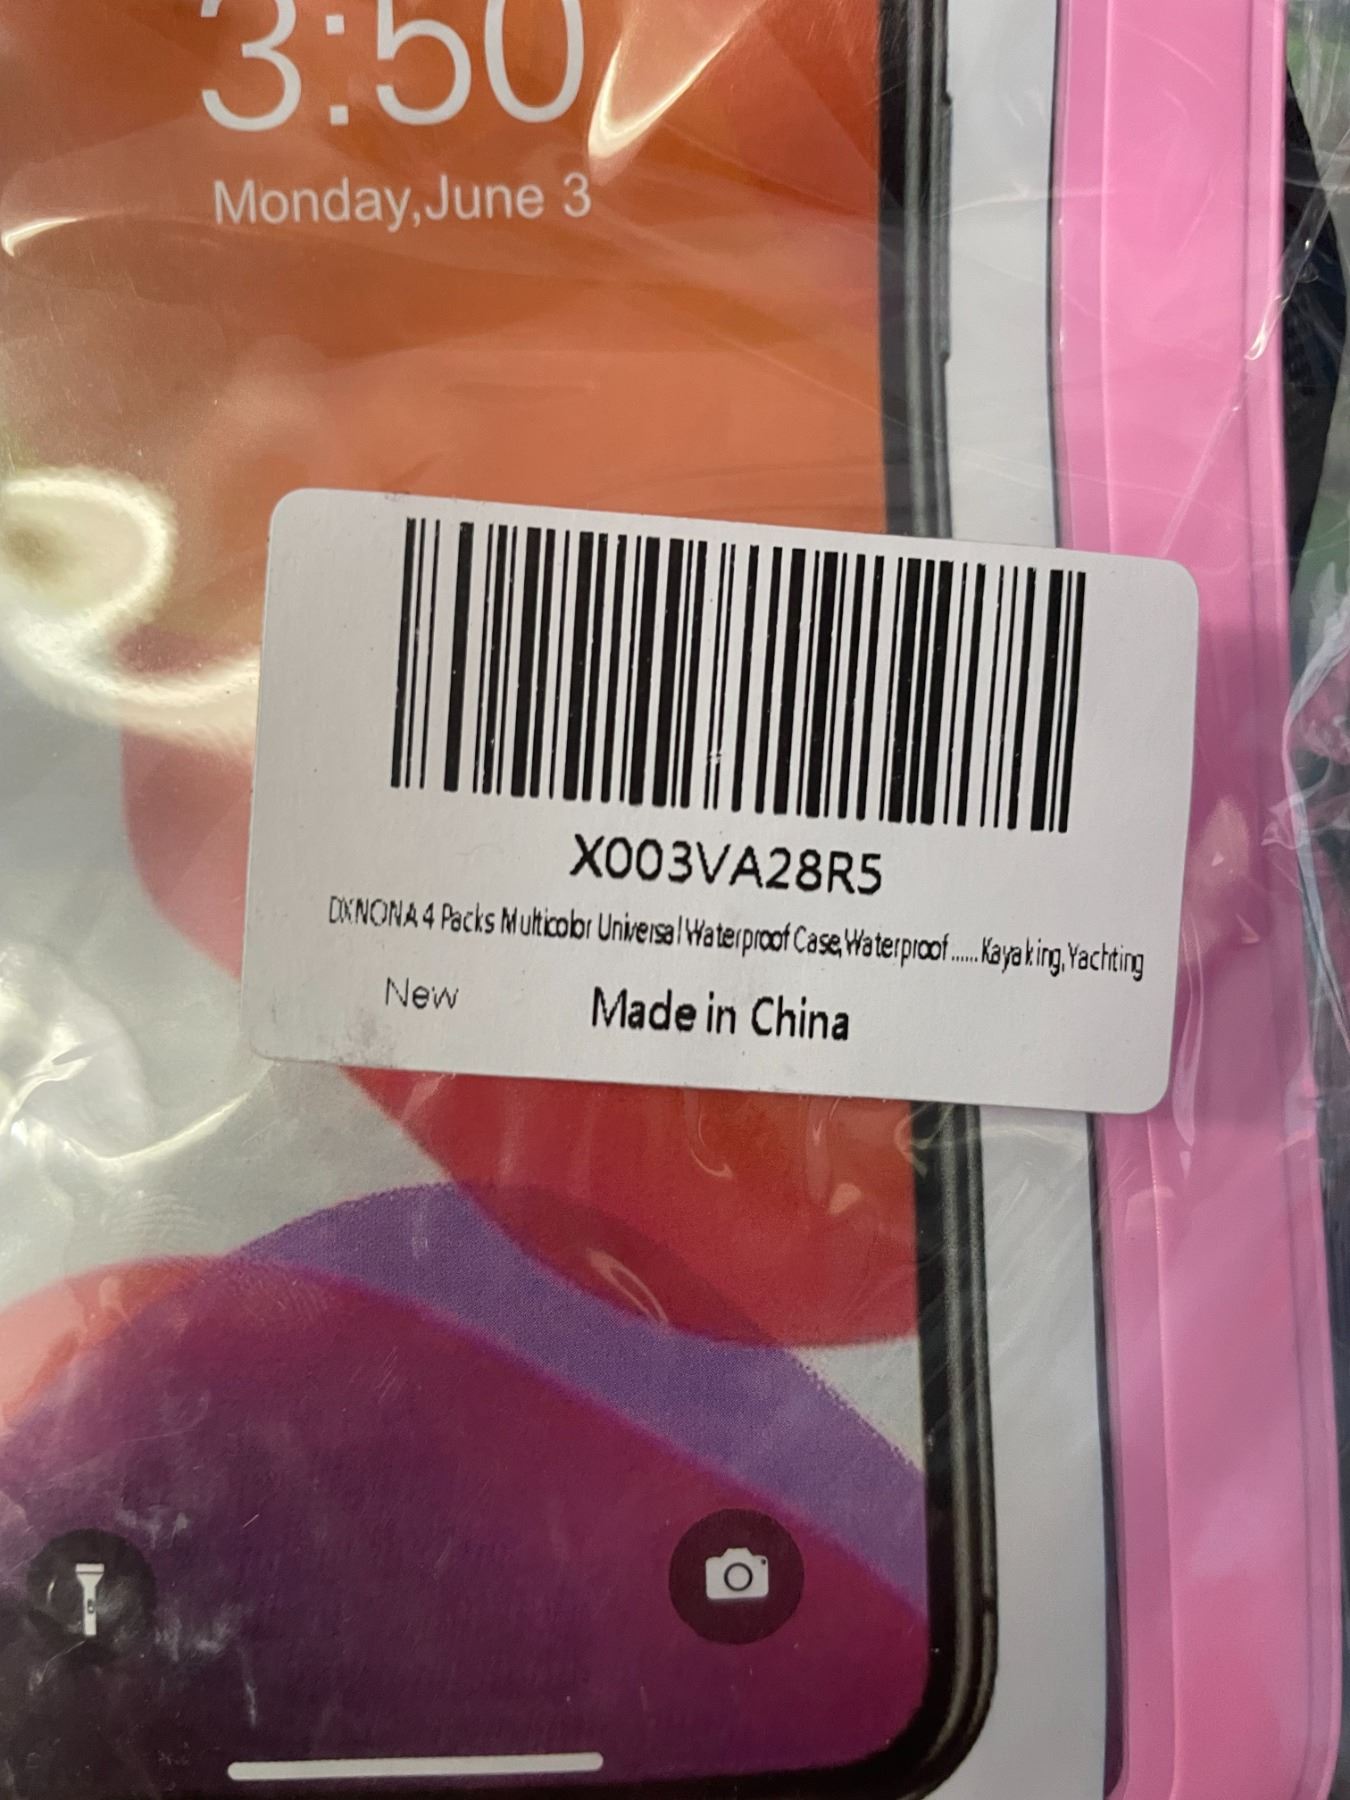 3:50
Monday,June 3
X003VA28R5
DXNONA 4 Packs Multicolor Universal Waterproof Case,Waterproof......Kayaking,Yachting
New
Made in China